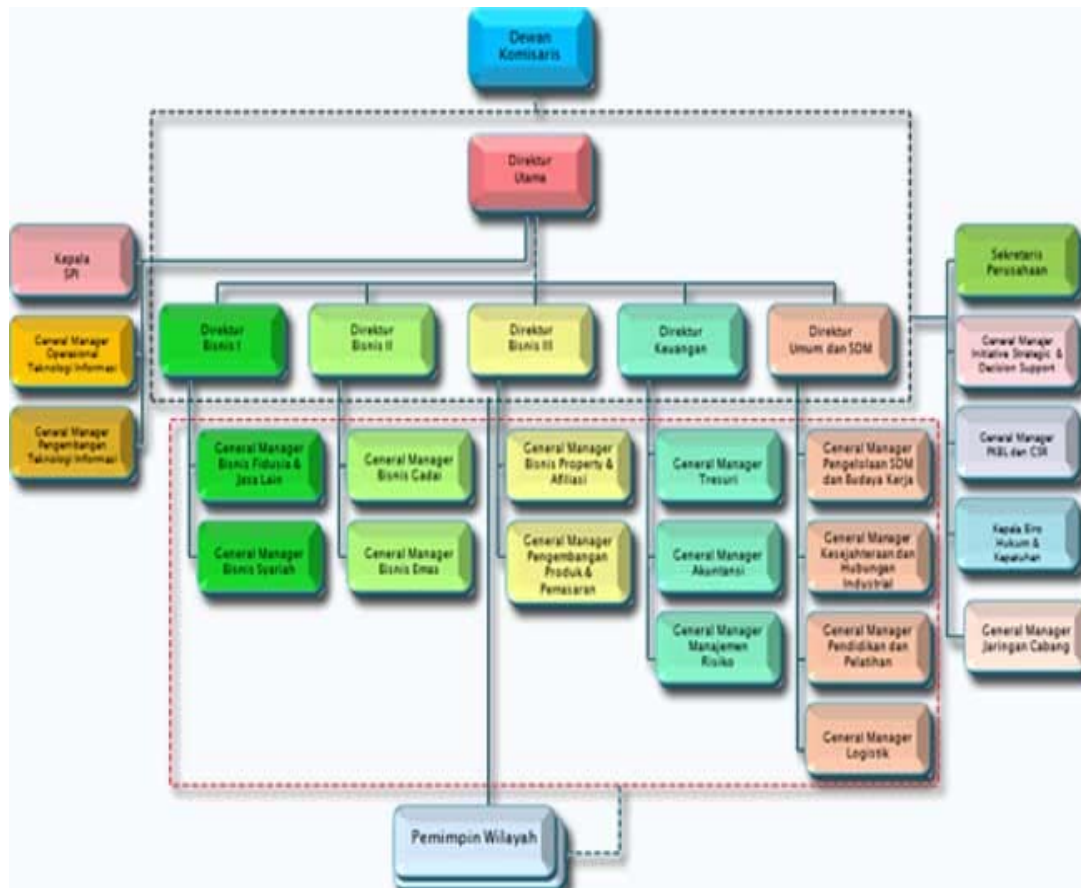 Dewan
Komisaris
Direktur
Utama
Kepala
SPI
Sekretaris
Perusahaan
General Manager
Operasional
Teknologi Informasi
Direktur
Bisnis I
Direktur
Bisnis II
Direktur
Bisnis III
Direktur
Keuangan
Direktur
Umum dan SDM
General Manajer
Initiative Strategic &
Decision Support
General Manager
Pengembangan
Teknologi Informasi
General Manager
Bisnis Fidusia &
Jasa Lain
General Manager
Bisnis Gadai
General Manager
Bisnis Property &
Afiliasi
General Manager
Tresuri
General Manager
Pengelolaan SDM
dan Budaya Kerja
General Manager
PKBL dan CSR
General Manager
Bisnis Syariah
General Manager
Bisnis Emas
General Manager
Pengembangan
Produk &
Pemasaran
General Manager
Akuntansi
General Manager
Kesejahteraan dan
Hubungan
Industrial
Kepala Biro
Hukum &
Kepatuhan
General Manager
Manajemen
Risiko
General Manager
Pendidikan dan
Pelatihan
General Manager
Jaringan Cabang
General Manager
Logistik
Pemimpin Wilayah